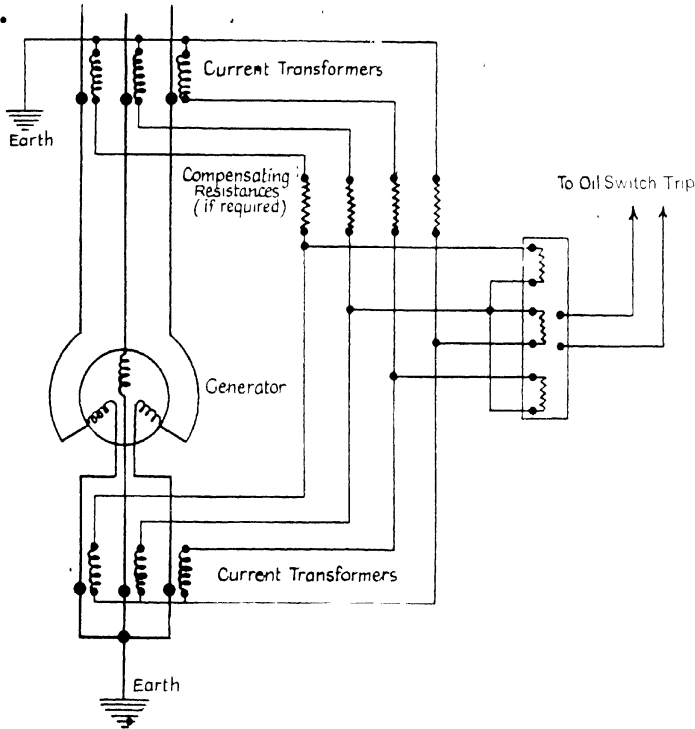 Current Transformers
Earth
Compensating
Resistances
(if required)
To Oil Switch Trip
Generator
Current Transformers
Earth